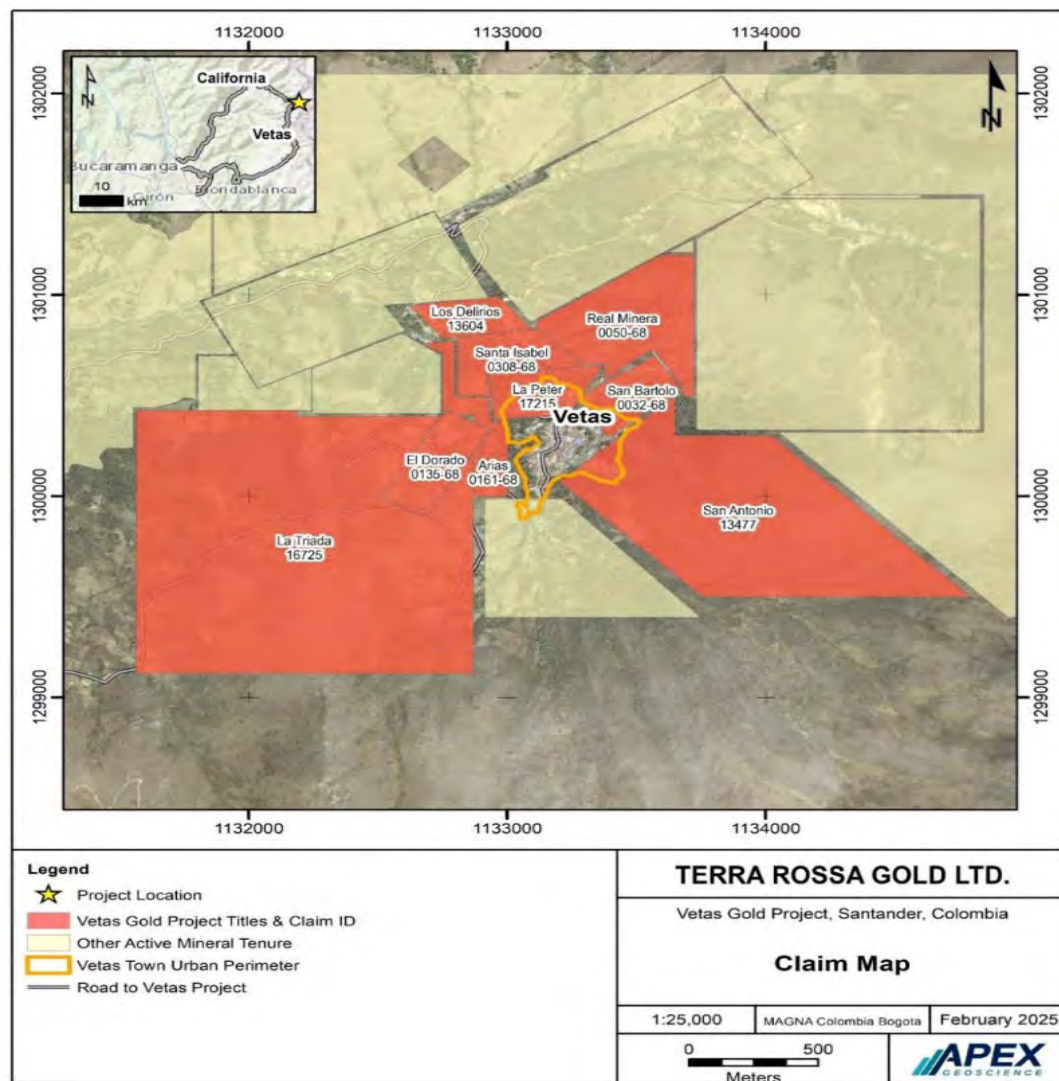 1132000
1133000
1134000
1302000
1302000
N
California
Vetas
Bucaramanga
Floridablanca
Girón
10
km
N
1301000
1301000
Los Delirios
13604
Real Minera
0050-68
Santa Isabel
0308-68
La Peter
17215
San Bartolo
0032-68
Vetas
El Dorado
0135-68
Arias
0161-68
1300000
1300000
San Antonio
13477
La Triada
16725
1299000
1299000
1132000
1133000
1134000
Legend
Project Location
Vetas Gold Project Titles & Claim ID
Other Active Mineral Tenure
Vetas Town Urban Perimeter
Road to Vetas Project
TERRA ROSSA GOLD LTD.
Vetas Gold Project, Santander, Colombia
Claim Map
1:25,000
MAGNA Colombia Bogota
February 2025
0 500
Meters
APEX
GEOSCIENCE